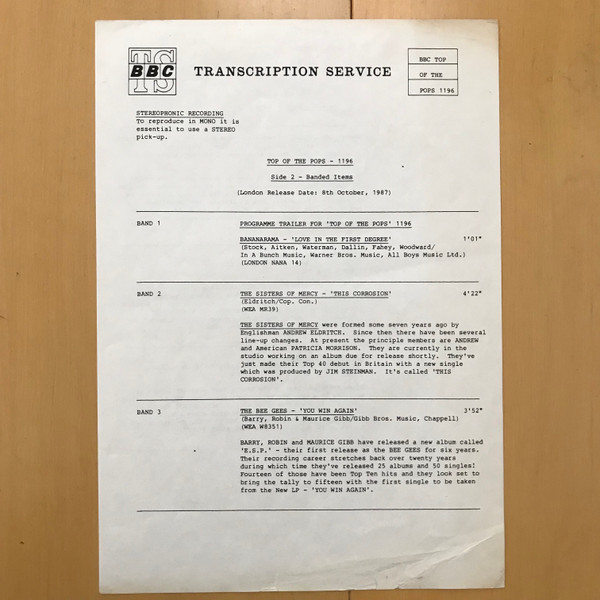 TS
BBC
TRANSCRIPTION SERVICE
BBC TOP
OF THE
POPS 1196
STEREOPHONIC RECORDING
To reproduce in MONO it is
essential to use a STEREO
pick-up.
TOP OF THE POPS - 1196
Side 2 - Banded Items
(London Release Date: 8th October, 1987)
BAND 1
PROGRAMME TRAILER FOR 'TOP OF THE POPS' 1196
BANANARAMA - 'LOVE IN THE FIRST DEGREE' 1'01"
(Stock, Aitken, Waterman, Dallin, Fahey, Woodward/
In A Bunch Music, Warner Bros. Music, All Boys Music Ltd.)
(LONDON NANA 14)
BAND 2
THE SISTERS OF MERCY - 'THIS CORROSION' 4'22"
(Eldritch/Cop. Con.)
(WEA MR39)
THE SISTERS OF MERCY were formed some seven years ago by
Englishman ANDREW ELDRITCH. Since then there have been several
line-up changes. At present the principle members are ANDREW
and American PATRICIA MORRISON. They are currently in the
studio working on an album due for release shortly. They've
just made their Top 40 debut in Britain with a new single
which was produced by JIM STEINMAN. It's called 'THIS
CORROSION'.
BAND 3
THE BEE GEES - 'YOU WIN AGAIN' 3'52"
(Barry, Robin & Maurice Gibb/Gibb Bros. Music, Chappell)
(WEA W8351)
BARRY, ROBIN and MAURICE GIBB have released a new album called
'E.S.P.' - their first release as the BEE GEES for six years.
Their recording career stretches back over twenty years
during which time they've released 25 albums and 50 singles!
Fourteen of those have been Top Ten hits and they look set to
bring the tally to fifteen with the first single to be taken
from the New LP - 'YOU WIN AGAIN'.